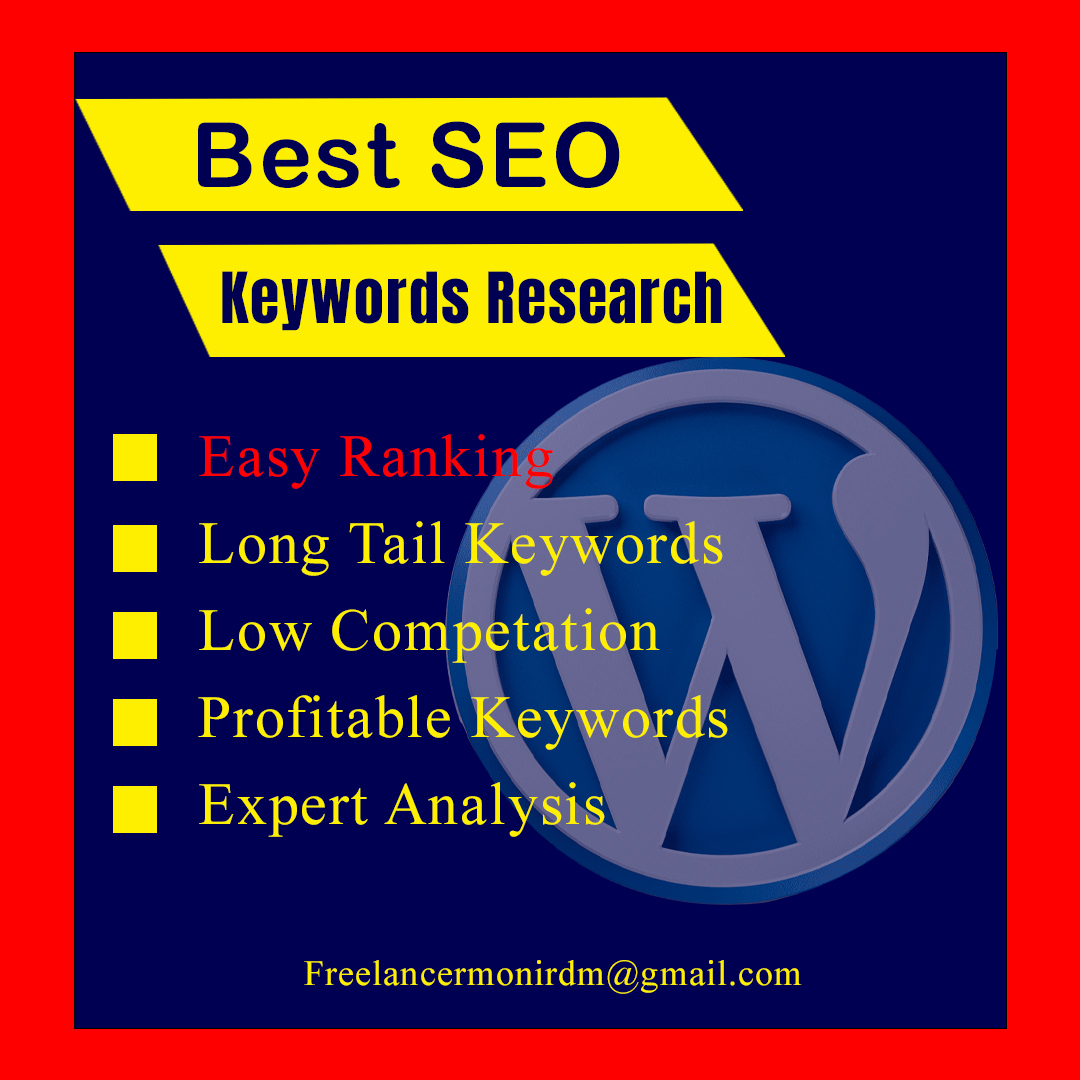 Best SEO
Keywords Research
Easy Ranking
Long Tail Keywords
Low Competation
Profitable Keywords
Expert Analysis
Freelancermonirdm@gmail.com